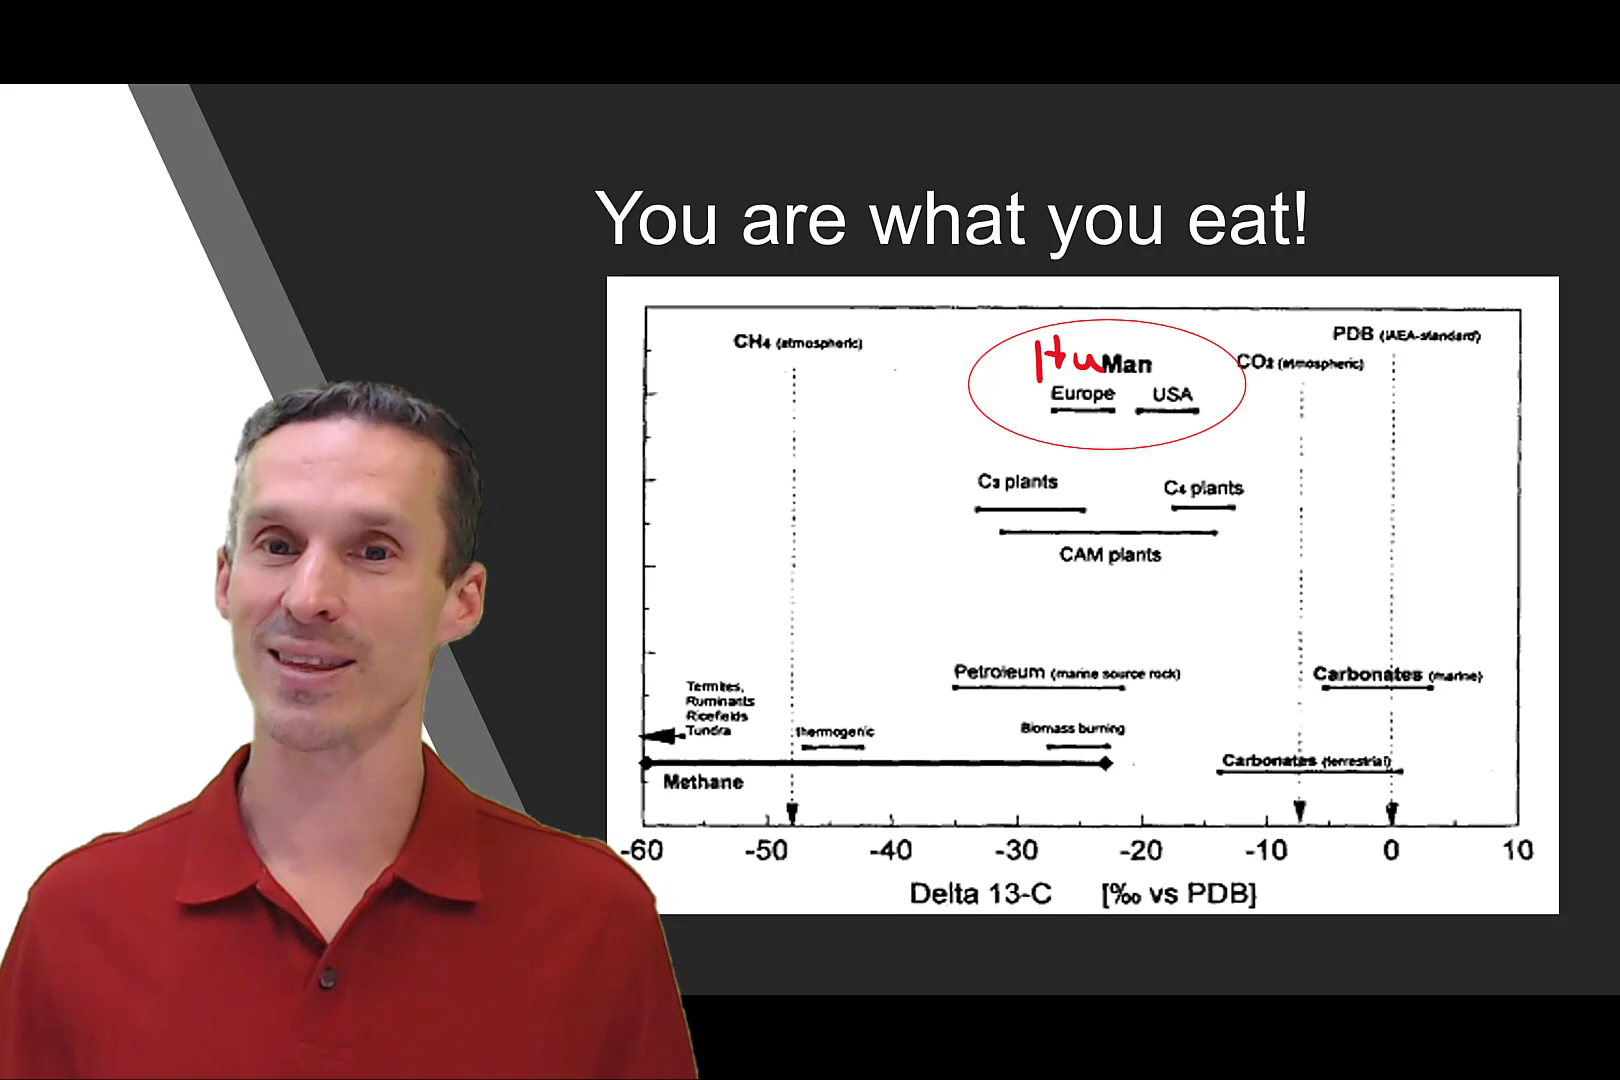 You are what you eat!
PDB (IAEA-standard)
CH4 (atmospheric)
HuMan
CO2 (atmospheric)
Europe USA
C3 plants
C4 plants
CAM plants
Petroleum (marine source rock)
Carbonates (marine)
Termites,
Ruminants
Ricefields
Tundra
thermogenic
Biomass burning
Carbonates (terrestrial)
Methane
-60 -50 -40 -30 -20 -10 0 10
Delta 13-C [‰ vs PDB]